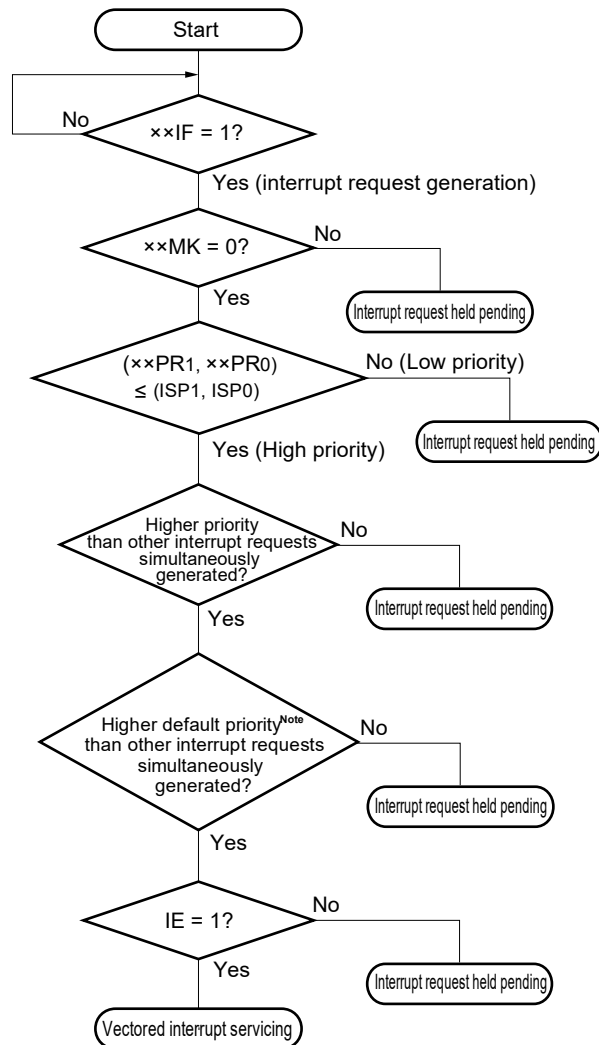 Start
No
××IF = 1?
Yes (interrupt request generation)
××MK = 0?
No
Yes
Interrupt request held pending
(××PR1, ××PR0)
≤ (ISP1, ISP0)
No (Low priority)
Interrupt request held pending
Yes (High priority)
Higher priority
than other interrupt requests
simultaneously
generated?
No
Interrupt request held pending
Yes
Higher default priorityNote
than other interrupt requests
simultaneously
generated?
No
Interrupt request held pending
Yes
IE = 1?
No
Yes
Interrupt request held pending
Vectored interrupt servicing